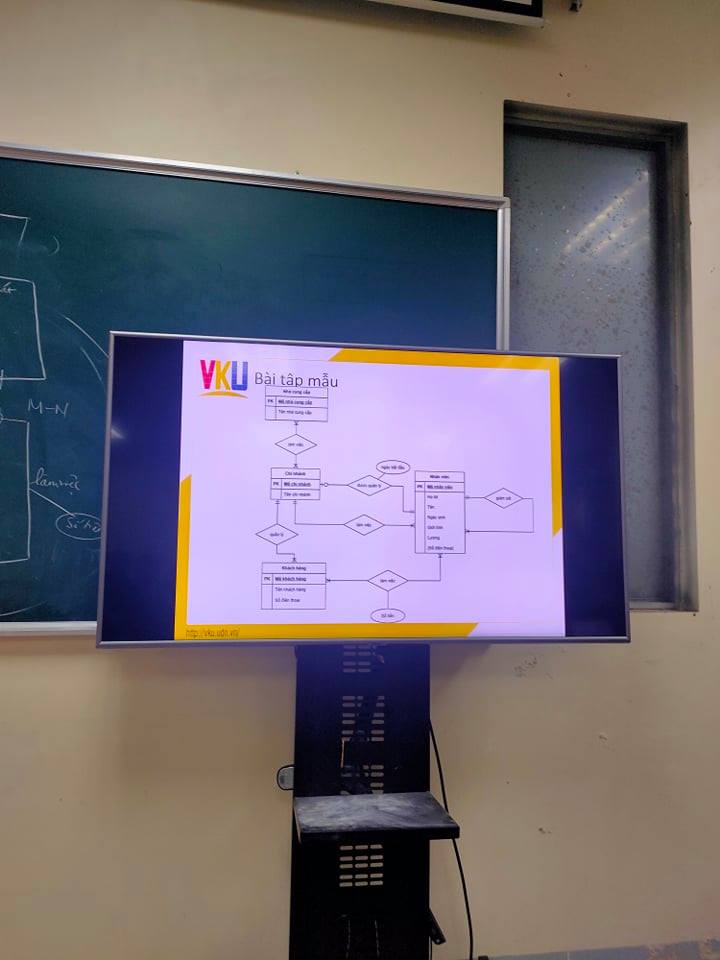 VKU
Bài tập mẫu
Nhà cung cấp
PK Mã nhà cung cấp
Tên nhà cung cấp
làm việc
Chi nhánh
PK Mã chi nhánh
Tên chi nhánh
Ngày bắt đầu
được quản lý
Nhân viên
PK Mã nhân viên
Họ lót
Tên
Ngày sinh
Giới tính
Lương
{Số điện thoại}
giám sát
làm việc
quản lý
Khách hàng
PK Mã khách hàng
Tên khách hàng
Số điện thoại
làm việc
Số tiền
http://vku.udn.vn/
M-N
làm việc